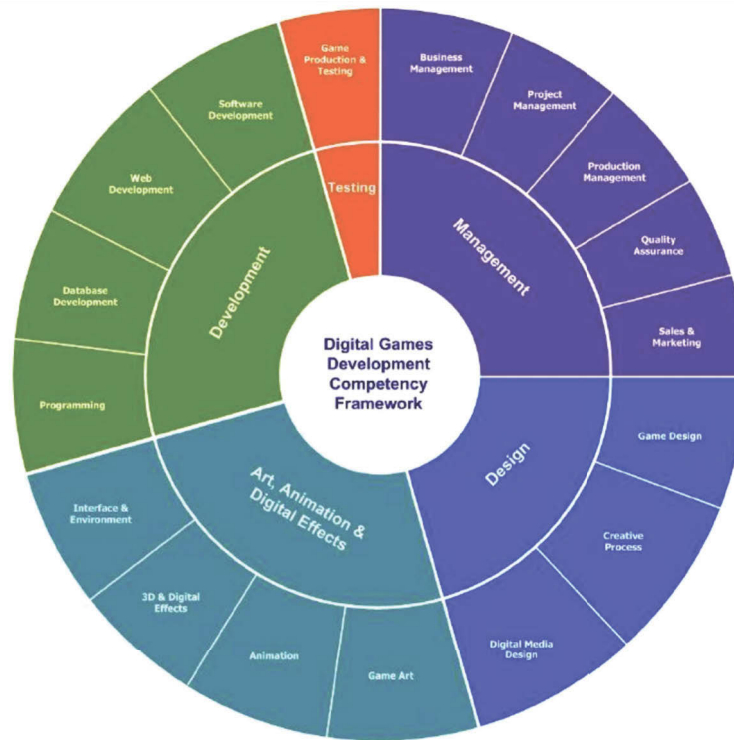 Digital Games
Development
Competency
Framework
Testing
Game
Production &
Testing
Management
Business
Management
Project
Management
Production
Management
Quality
Assurance
Sales &
Marketing
Design
Game Design
Creative
Process
Digital Media
Design
Art, Animation &
Digital Effects
Game Art
Animation
3D & Digital
Effects
Interface &
Environment
Development
Programming
Database
Development
Web
Development
Software
Development